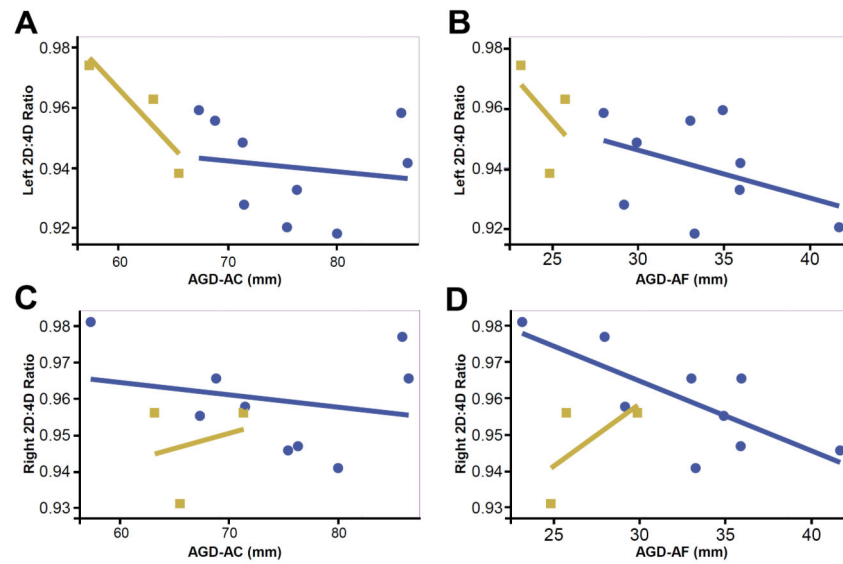 A
Left 2D:4D Ratio
0.98
0.96
0.94
0.92
60 70 80
AGD-AC (mm)
B
Left 2D:4D Ratio
0.98
0.96
0.94
0.92
25 30 35 40
AGD-AF (mm)
C
Right 2D:4D Ratio
0.98
0.97
0.96
0.95
0.94
0.93
60 70 80
AGD-AC (mm)
D
Right 2D:4D Ratio
0.98
0.97
0.96
0.95
0.94
0.93
25 30 35 40
AGD-AF (mm)